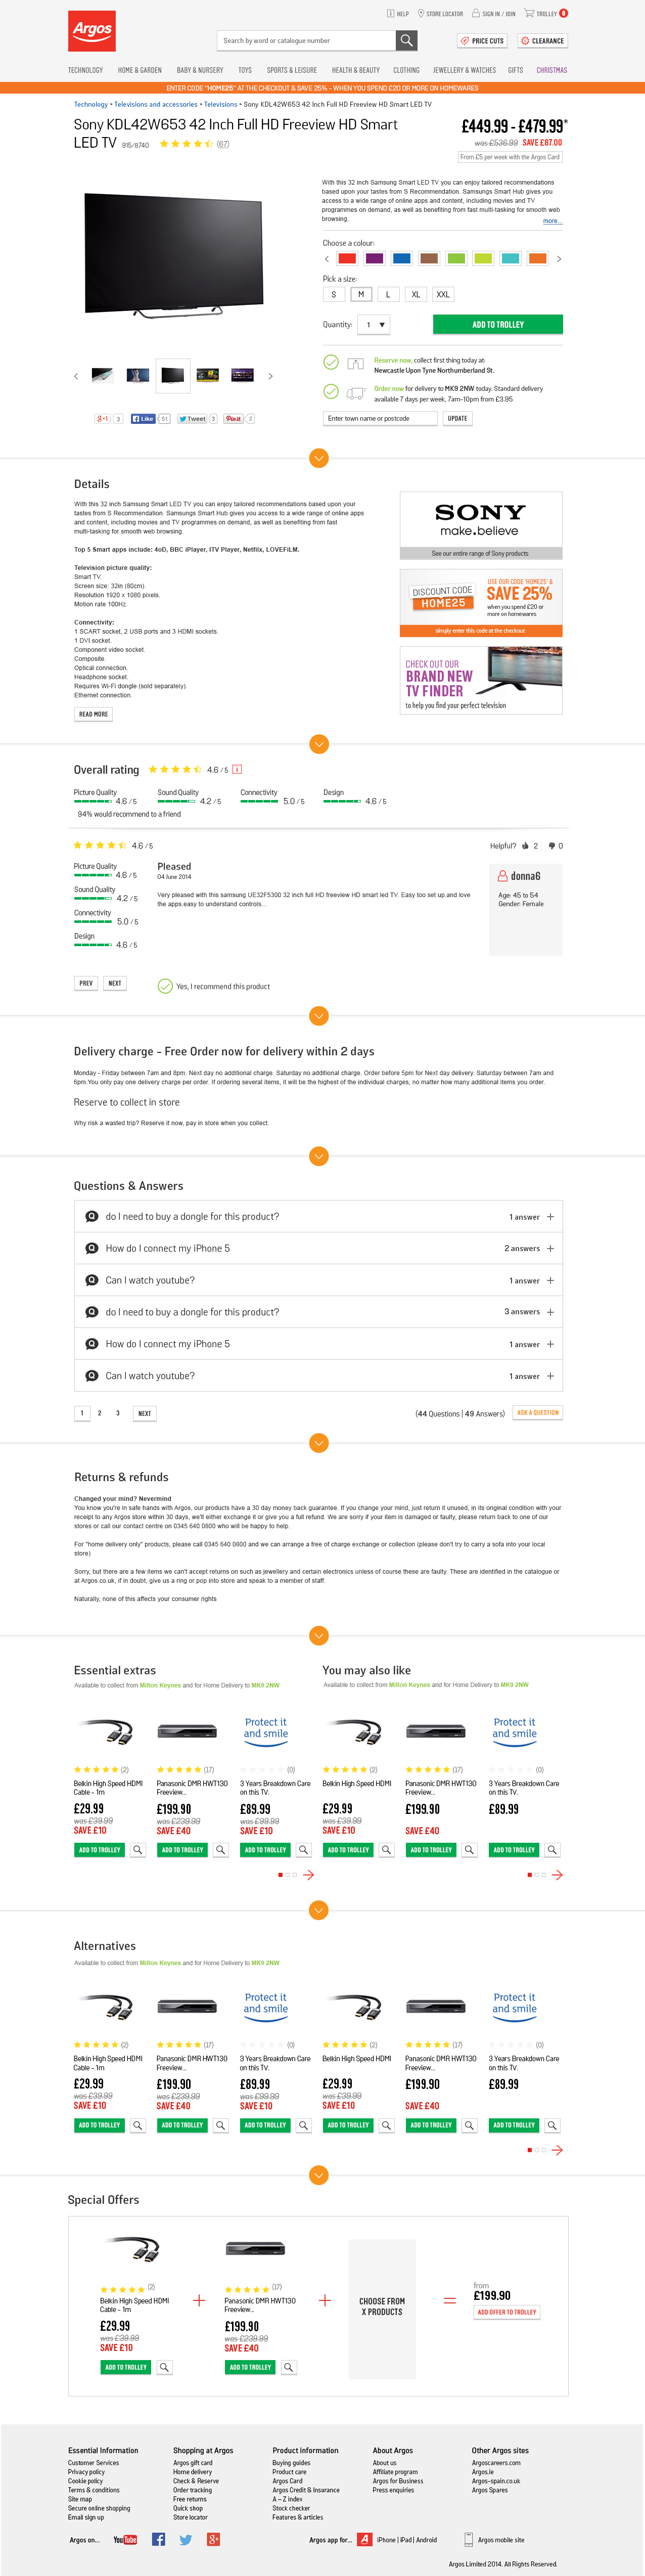 Argos
HELP STORE LOCATOR SIGN IN / JOIN TROLLEY 0
Search by word or catalogue number
PRICE CUTS CLEARANCE
TECHNOLOGY HOME & GARDEN BABY & NURSERY TOYS SPORTS & LEISURE HEALTH & BEAUTY CLOTHING JEWELLERY & WATCHES GIFTS CHRISTMAS
ENTER CODE "HOME25" AT THE CHECKOUT & SAVE 25% - WHEN YOU SPEND £20 OR MORE ON HOMEWARES
Technology • Televisions and accessories • Televisions • Sony KDL42W653 42 Inch Full HD Freeview HD Smart LED TV
Sony KDL42W653 42 Inch Full HD Freeview HD Smart
LED TV 915/8740 (67)
£449.99 - £479.99*
was £536.99 SAVE £87.00
From £5 per week with the Argos Card
With this 32 inch Samsung Smart LED TV you can enjoy tailored recommendations
based upon your tastes from S Recommendation. Samsungs Smart Hub gives you
access to a wide range of online apps and content, including movies and TV
programmes on demand, as well as benefiting from fast multi-tasking for smooth web
browsing. more...
Choose a colour:
Pick a size:
S M L XL XXL
Quantity: 1 ADD TO TROLLEY
Reserve now, collect first thing today at:
Newcastle Upon Tyne Northumberland St.
Order now for delivery to MK9 2NW today. Standard delivery
available 7 days per week, 7am-10pm from £3.95
Enter town name or postcode UPDATE
g+1 3 Like 51 Tweet 3 Pinit 2
Details
With this 32 inch Samsung Smart LED TV you can enjoy tailored recommendations based upon your
tastes from S Recommendation. Samsungs Smart Hub gives you access to a wide range of online apps
and content, including movies and TV programmes on demand, as well as benefiting from fast
multi-tasking for smooth web browsing.
Top 5 Smart apps include: 4oD, BBC iPlayer, ITV Player, Netflix, LOVEFiLM.
Television picture quality:
Smart TV.
Screen size: 32in (80cm).
Resolution 1920 x 1080 pixels.
Motion rate 100Hz.
Connectivity:
1 SCART socket, 2 USB ports and 3 HDMI sockets.
1 DVI socket.
Component video socket.
Composite.
Optical connection.
Headphone socket.
Requires Wi-Fi dongle (sold separately).
Ethernet connection.
READ MORE
SONY
make.believe
See our entire range of Sony products
DISCOUNT CODE
HOME25
USE OUR CODE 'HOME25' &
SAVE 25%
when you spend £20 or
more on homewares
simply enter this code at the checkout
CHECK OUT OUR
BRAND NEW
TV FINDER
to help you find your perfect television
Overall rating 4.6 / 5
Picture Quality Sound Quality Connectivity Design
4.6 / 5 4.2 / 5 5.0 / 5 4.6 / 5
94% would recommend to a friend
4.6 / 5 Helpful? 2 0
Picture Quality
4.6 / 5
Sound Quality
4.2 / 5
Connectivity
5.0 / 5
Design
4.6 / 5
Pleased
04 June 2014
Very pleased with this samsung UE32F5300 32 inch full HD freeview HD smart led TV. Easy too set up.and love
the apps.easy to understand controls...
donna6
Age: 45 to 54
Gender: Female
PREV NEXT Yes, I recommend this product
Delivery charge - Free Order now for delivery within 2 days
Monday - Friday between 7am and 8pm. Next day no additional charge. Saturday no additional charge. Order before 5pm for Next day delivery. Saturday between 7am and
6pm.You only pay one delivery charge per order. If ordering several items, it will be the highest of the individual charges, no matter how many additional items you order.
Reserve to collect in store
Why risk a wasted trip? Reserve it now, pay in store when you collect.
Questions & Answers
Q do I need to buy a dongle for this product? 1 answer +
Q How do I connect my iPhone 5 2 answers +
Q Can I watch youtube? 1 answer +
Q do I need to buy a dongle for this product? 3 answers +
Q How do I connect my iPhone 5 1 answer +
Q Can I watch youtube? 1 answer +
1 2 3 NEXT (44 Questions | 49 Answers) ASK A QUESTION
Returns & refunds
Changed your mind? Nevermind
You know you're in safe hands with Argos, our products have a 30 day money back guarantee. If you change your mind, just return it unused, in its original condition with your
receipt to any Argos store within 30 days, we'll either exchange it or give you a full refund. We are sorry if your item is damaged or faulty, please return back to one of our
stores or call our contact centre on 0345 640 0800 who will be happy to help.
For "home delivery only" products, please call 0345 640 0800 and we can arrange a free of charge exchange or collection (please don't try to carry a sofa into your local
store)
Sorry, but there are a few items we can't accept returns on such as jewellery and certain electronics unless of course these are faulty. These are identified in the catalogue or
at Argos.co.uk, if in doubt, give us a ring or pop into store and speak to a member of staff.
Naturally, none of this affects your consumer rights
Essential extras You may also like
Available to collect from Milton Keynes and for Home Delivery to MK9 2NW Available to collect from Milton Keynes and for Home Delivery to MK9 2NW
Protect it and smile Protect it and smile
(2) (17) (0) (2) (17) (0)
Belkin High Speed HDMI Panasonic DMR HWT130 3 Years Breakdown Care Belkin High Speed HDMI Panasonic DMR HWT130 3 Years Breakdown Care
Cable - 1m Freeview... on this TV. Freeview... on this TV.
£29.99 £199.90 £89.99 £29.99 £199.90 £89.99
was £39.99 was £239.99 was £99.99 was £39.99
SAVE £10 SAVE £40 SAVE £10 SAVE £10 SAVE £40
ADD TO TROLLEY ADD TO TROLLEY ADD TO TROLLEY ADD TO TROLLEY ADD TO TROLLEY ADD TO TROLLEY
Alternatives
Available to collect from Milton Keynes and for Home Delivery to MK9 2NW
Protect it and smile Protect it and smile
(2) (17) (0) (2) (17) (0)
Belkin High Speed HDMI Panasonic DMR HWT130 3 Years Breakdown Care Belkin High Speed HDMI Panasonic DMR HWT130 3 Years Breakdown Care
Cable - 1m Freeview... on this TV. Freeview... on this TV.
£29.99 £199.90 £89.99 £29.99 £199.90 £89.99
was £39.99 was £239.99 was £99.99 was £39.99
SAVE £10 SAVE £40 SAVE £10 SAVE £10 SAVE £40
ADD TO TROLLEY ADD TO TROLLEY ADD TO TROLLEY ADD TO TROLLEY ADD TO TROLLEY ADD TO TROLLEY
Special Offers
(2) (17)
Belkin High Speed HDMI Panasonic DMR HWT130
Cable - 1m Freeview...
£29.99 £199.90
was £39.99 was £239.99
SAVE £10 SAVE £40
ADD TO TROLLEY ADD TO TROLLEY
+ +
CHOOSE FROM
X PRODUCTS
=
from
£199.90
ADD OFFER TO TROLLEY
Essential Information Shopping at Argos Product information About Argos Other Argos sites
Customer Services Argos gift card Buying guides About us Argoscareers.com
Privacy policy Home delivery Product care Affiliate program Argos.ie
Cookie policy Check & Reserve Argos Card Argos for Business Argos-spain.co.uk
Terms & conditions Order tracking Argos Credit & Insurance Press enquiries Argos Spares
Site map Free returns A - Z index
Secure online shopping Quick shop Stock checker
Email sign up Store locator Features & articles
Argos on... YouTube Argos app for... iPhone | iPad | Android Argos mobile site
Argos Limited 2014. All Rights Reserved.